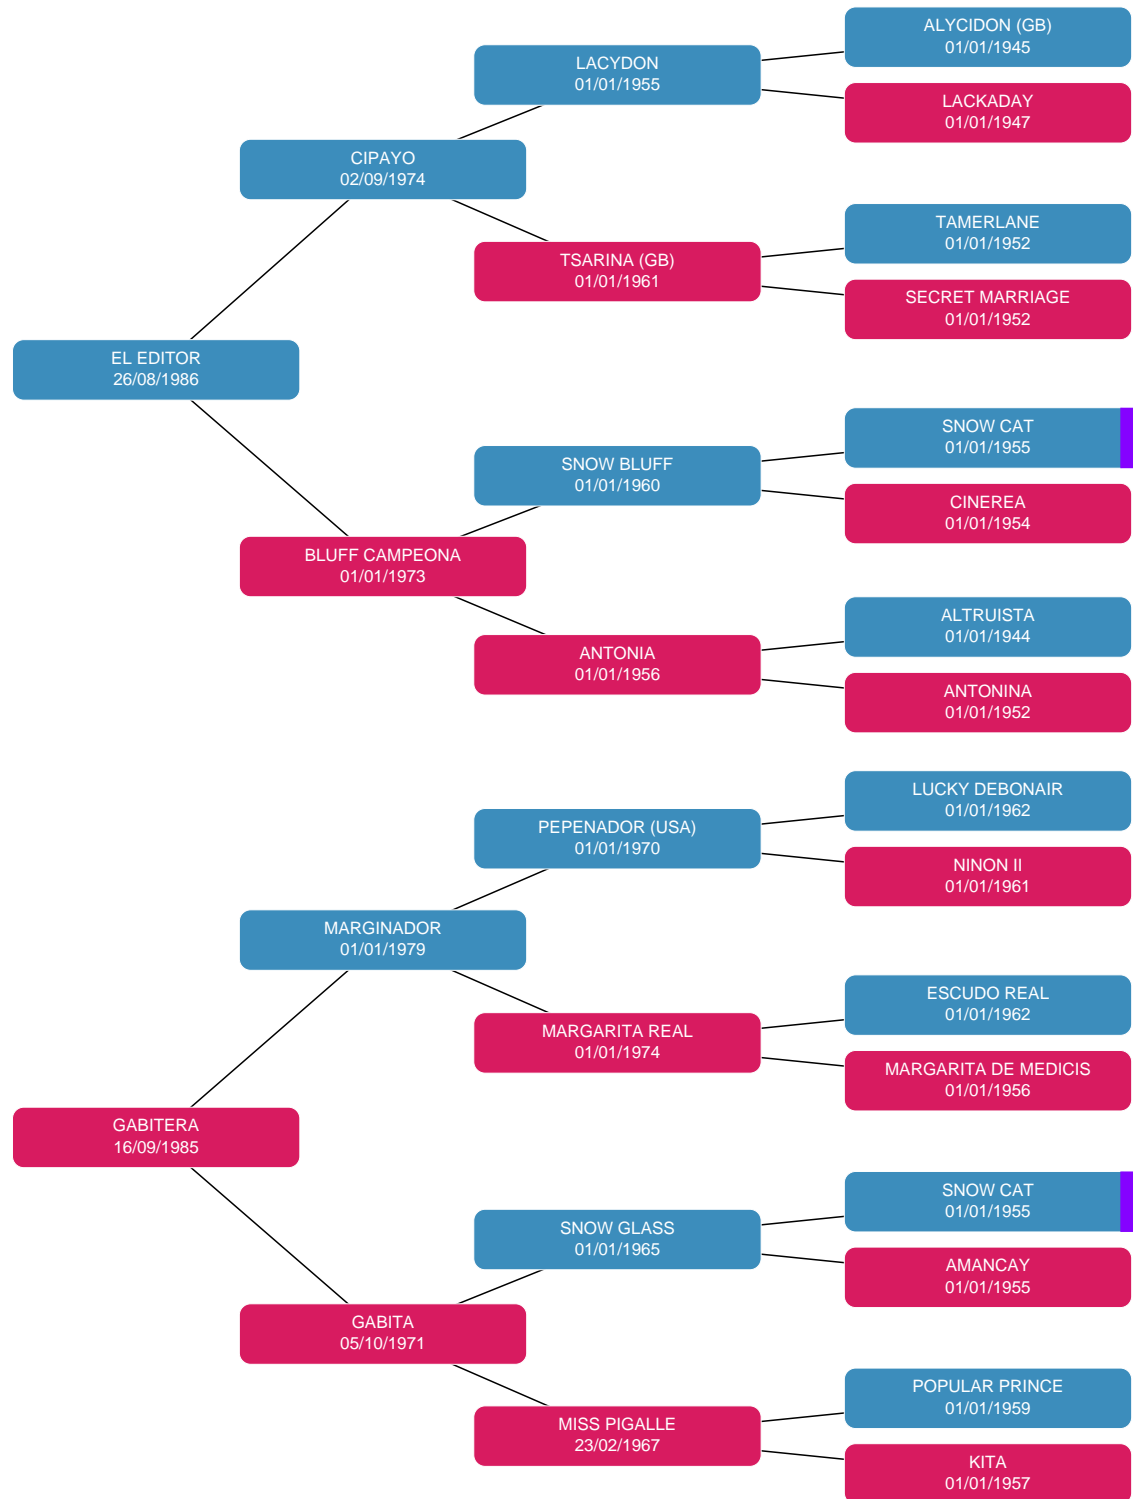 ALYCIDON (GB)
01/01/1945
LACYDON
01/01/1955
LACKADAY
01/01/1947
CIPAYO
02/09/1974
TAMERLANE
01/01/1952
TSARINA (GB)
01/01/1961
SECRET MARRIAGE
01/01/1952
EL EDITOR
26/08/1986
SNOW CAT
01/01/1955
SNOW BLUFF
01/01/1960
CINEREA
01/01/1954
BLUFF CAMPEONA
01/01/1973
ALTRUISTA
01/01/1944
ANTONIA
01/01/1956
ANTONINA
01/01/1952
LUCKY DEBONAIR
01/01/1962
PEPENADOR (USA)
01/01/1970
NINON II
01/01/1961
MARGINADOR
01/01/1979
ESCUDO REAL
01/01/1962
MARGARITA REAL
01/01/1974
MARGARITA DE MEDICIS
01/01/1956
GABITERA
16/09/1985
SNOW CAT
01/01/1955
SNOW GLASS
01/01/1965
AMANCAY
01/01/1955
GABITA
05/10/1971
POPULAR PRINCE
01/01/1959
MISS PIGALLE
23/02/1967
KITA
01/01/1957